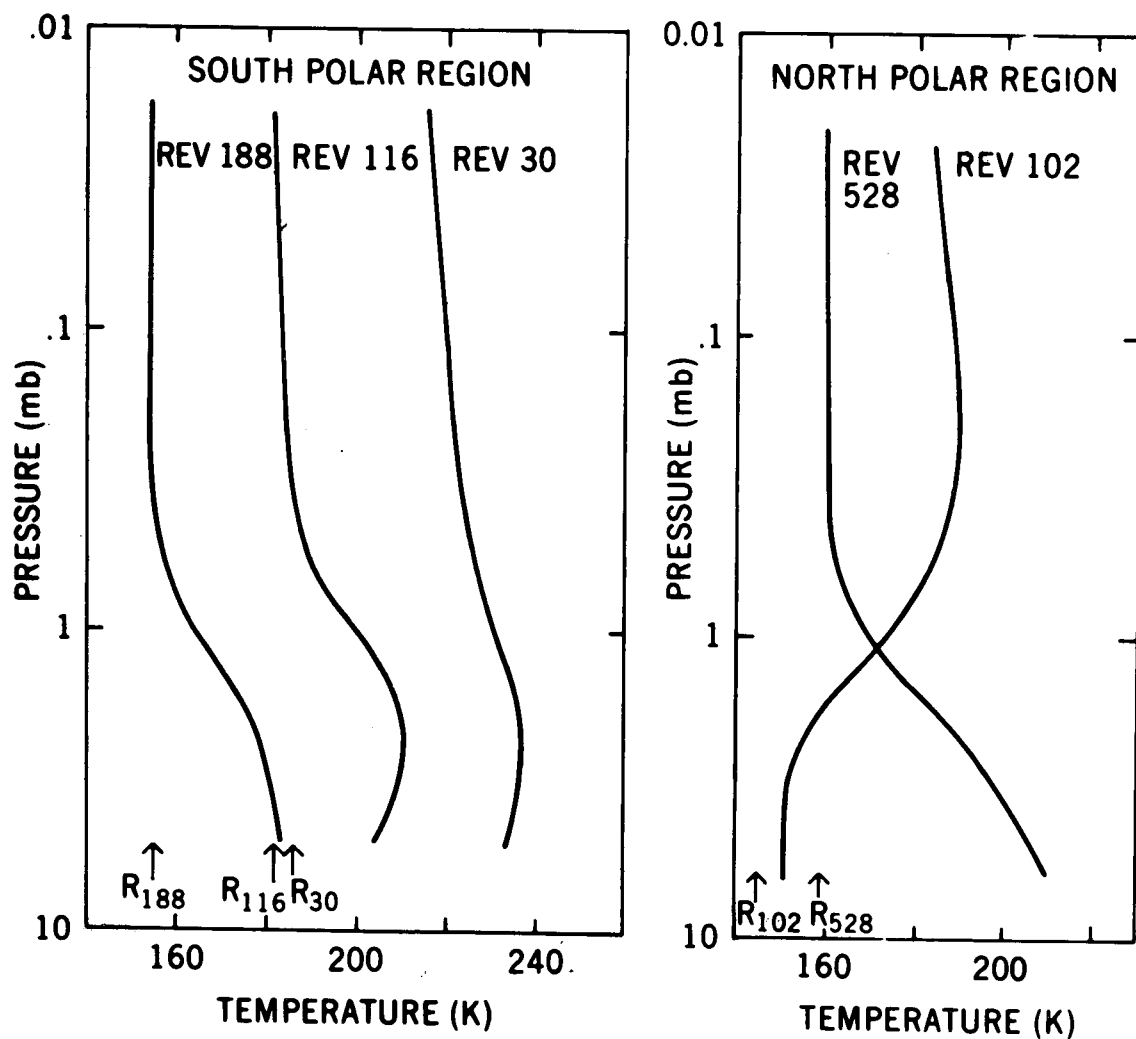 SOUTH POLAR REGION
.01
REV 188
REV 116
REV 30
.1
PRESSURE (mb)
1
R188
R116
R30
10
160
200
240
TEMPERATURE (K)
NORTH POLAR REGION
0.01
REV
528
REV 102
.1
PRESSURE (mb)
1
R102
R528
10
160
200
TEMPERATURE (K)